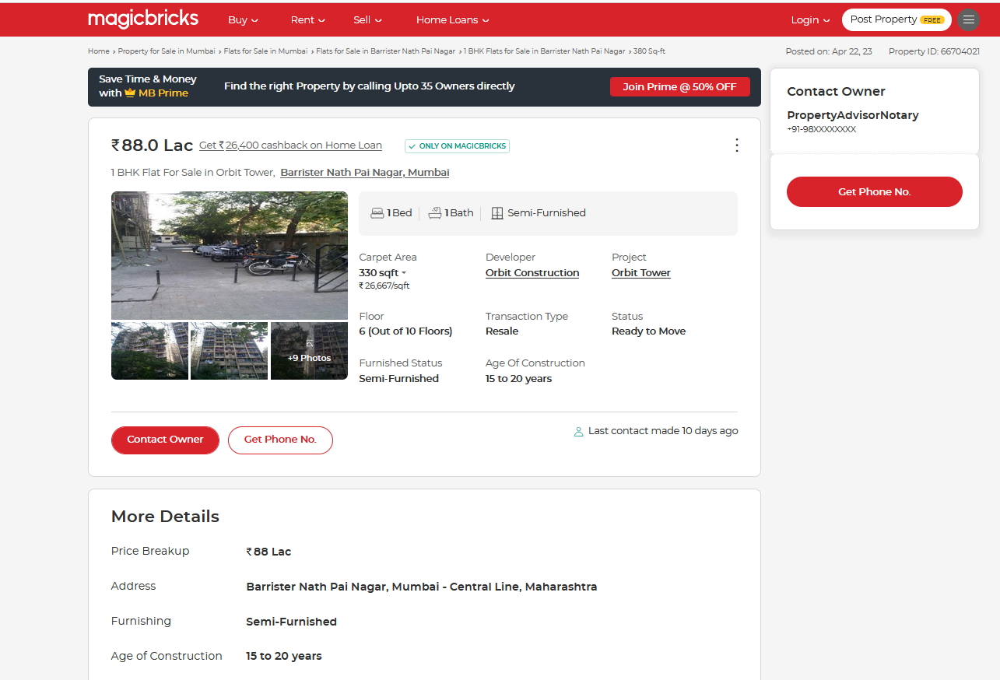 magicbricks Buy Rent Sell Home Loans Login Post Property FREE
Home › Property for Sale in Mumbai › Flats for Sale in Mumbai › Flats for Sale in Barrister Nath Pai Nagar › 1 BHK Flats for Sale in Barrister Nath Pai Nagar › 380 Sq-ft Posted on: Apr 22, 23 Property ID: 66704021
Save Time & Money
with MB Prime
Find the right Property by calling Upto 35 Owners directly
Join Prime @ 50% OFF
₹88.0 Lac Get ₹26,400 cashback on Home Loan ✓ ONLY ON MAGICBRICKS
1 BHK Flat For Sale in Orbit Tower, Barrister Nath Pai Nagar, Mumbai
+9 Photos
1 Bed 1 Bath Semi-Furnished
Carpet Area Developer Project
330 sqft Orbit Construction Orbit Tower
₹26,667/sqft
Floor Transaction Type Status
6 (Out of 10 Floors) Resale Ready to Move
Furnished Status Age Of Construction
Semi-Furnished 15 to 20 years
Contact Owner Get Phone No. Last contact made 10 days ago
More Details
Price Breakup ₹88 Lac
Address Barrister Nath Pai Nagar, Mumbai - Central Line, Maharashtra
Furnishing Semi-Furnished
Age of Construction 15 to 20 years
Contact Owner
PropertyAdvisorNotary
+91-98XXXXXXXX
Get Phone No.